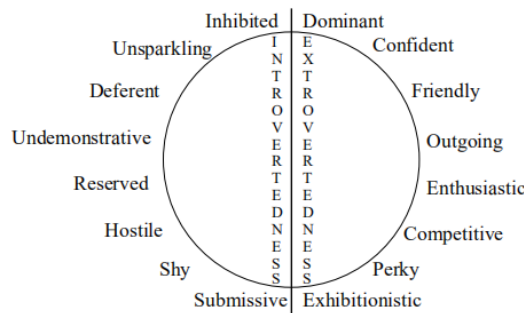 Inhibited
Dominant
Unsparkling
Confident
Deferent
Friendly
Undemonstrative
Outgoing
Reserved
Enthusiastic
Hostile
Competitive
Shy
Perky
Submissive
Exhibitionistic
INTROVERTEDNESS
EXTROVERTEDNESS